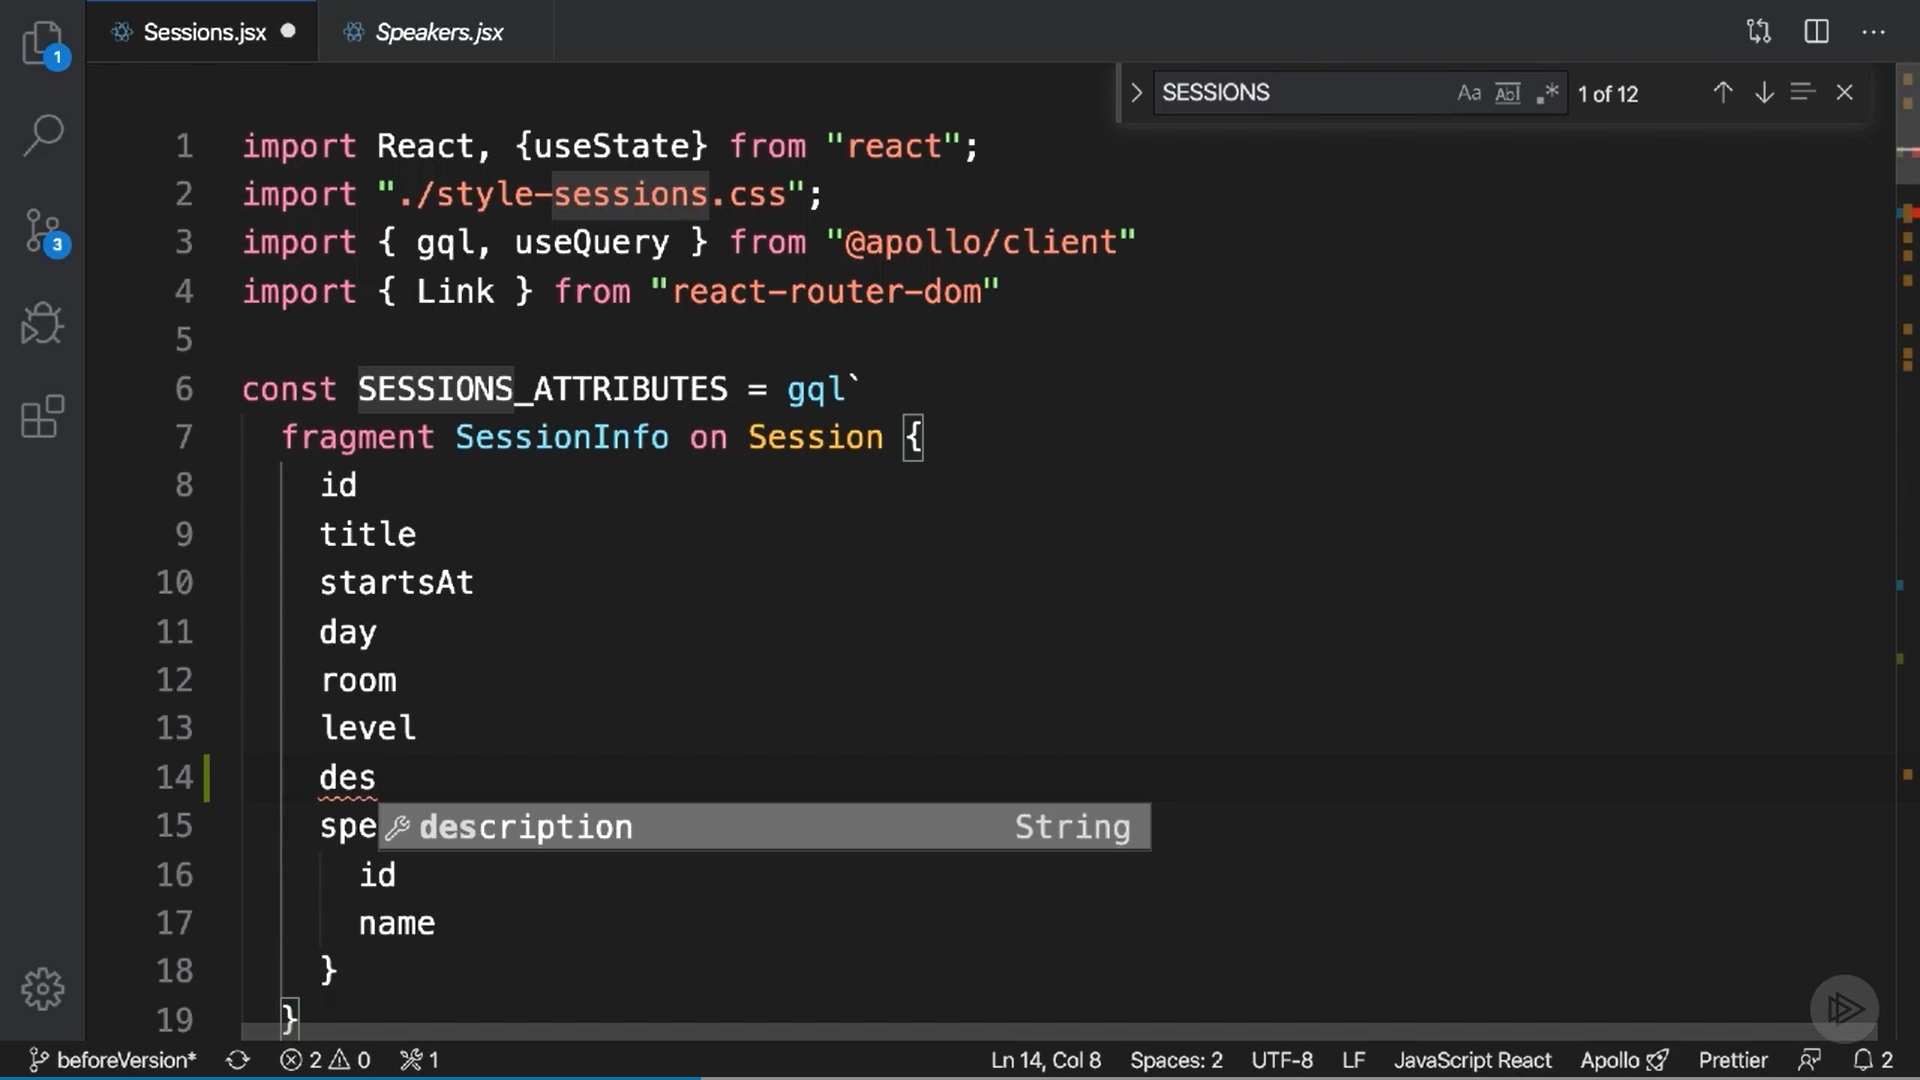 Sessions.jsx
Speakers.jsx
SESSIONS Aa Abl .* 1 of 12
1 import React, {useState} from "react";
2 import "./style-sessions.css";
3 import { gql, useQuery } from "@apollo/client"
4 import { Link } from "react-router-dom"
5
6 const SESSIONS_ATTRIBUTES = gql`
7 fragment SessionInfo on Session {
8 id
9 title
10 startsAt
11 day
12 room
13 level
14 des
15 spe
description String
16 id
17 name
18 }
19 }
1
3
beforeVersion* 2 0 1 Ln 14, Col 8 Spaces: 2 UTF-8 LF JavaScript React Apollo Prettier 2